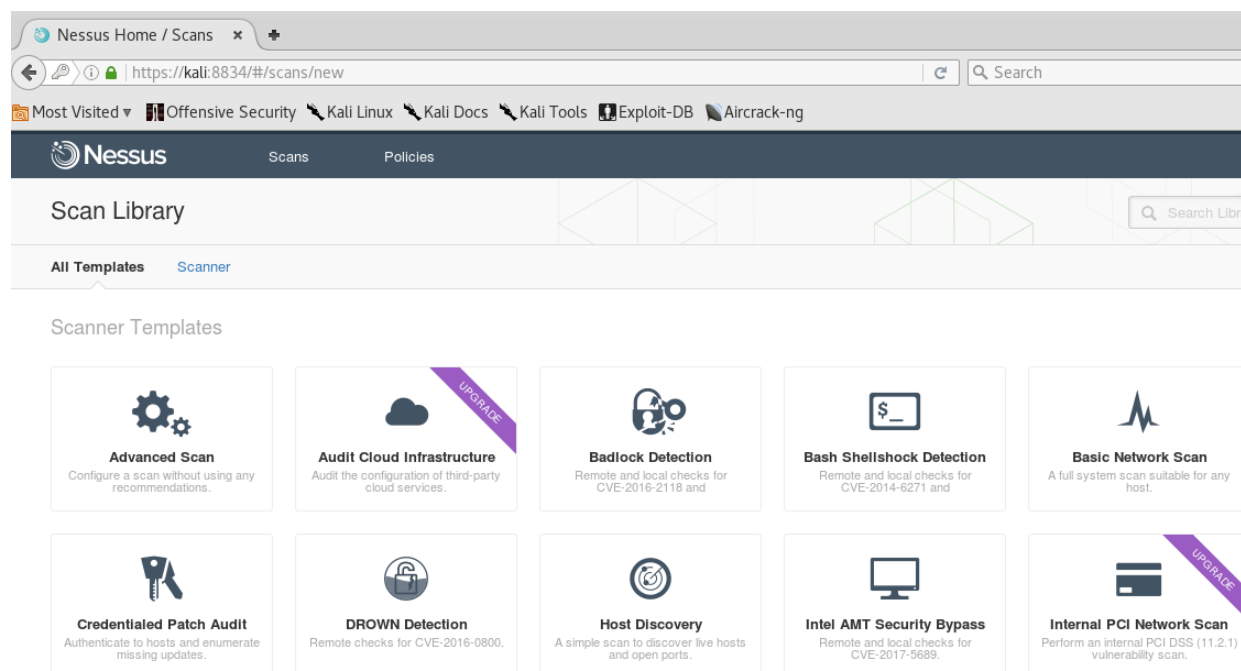 Nessus Home / Scans
https://kali:8834/#/scans/new
Search
Most Visited
Offensive Security
Kali Linux
Kali Docs
Kali Tools
Exploit-DB
Aircrack-ng
Nessus
Scans
Policies
Scan Library
Search Libr
All Templates
Scanner
Scanner Templates
Advanced Scan
Configure a scan without using any
recommendations.
UPGRADE
Audit Cloud Infrastructure
Audit the configuration of third-party
cloud services.
Badlock Detection
Remote and local checks for
CVE-2016-2118 and
$_
Bash Shellshock Detection
Remote and local checks for
CVE-2014-6271 and
Basic Network Scan
A full system scan suitable for any
host.
Credentialed Patch Audit
Authenticate to hosts and enumerate
missing updates.
DROWN Detection
Remote checks for CVE-2016-0800.
Host Discovery
A simple scan to discover live hosts
and open ports.
Intel AMT Security Bypass
Remote and local checks for
CVE-2017-5689.
UPGRADE
Internal PCI Network Scan
Perform an internal PCI DSS (11.2.1)
vulnerability scan.